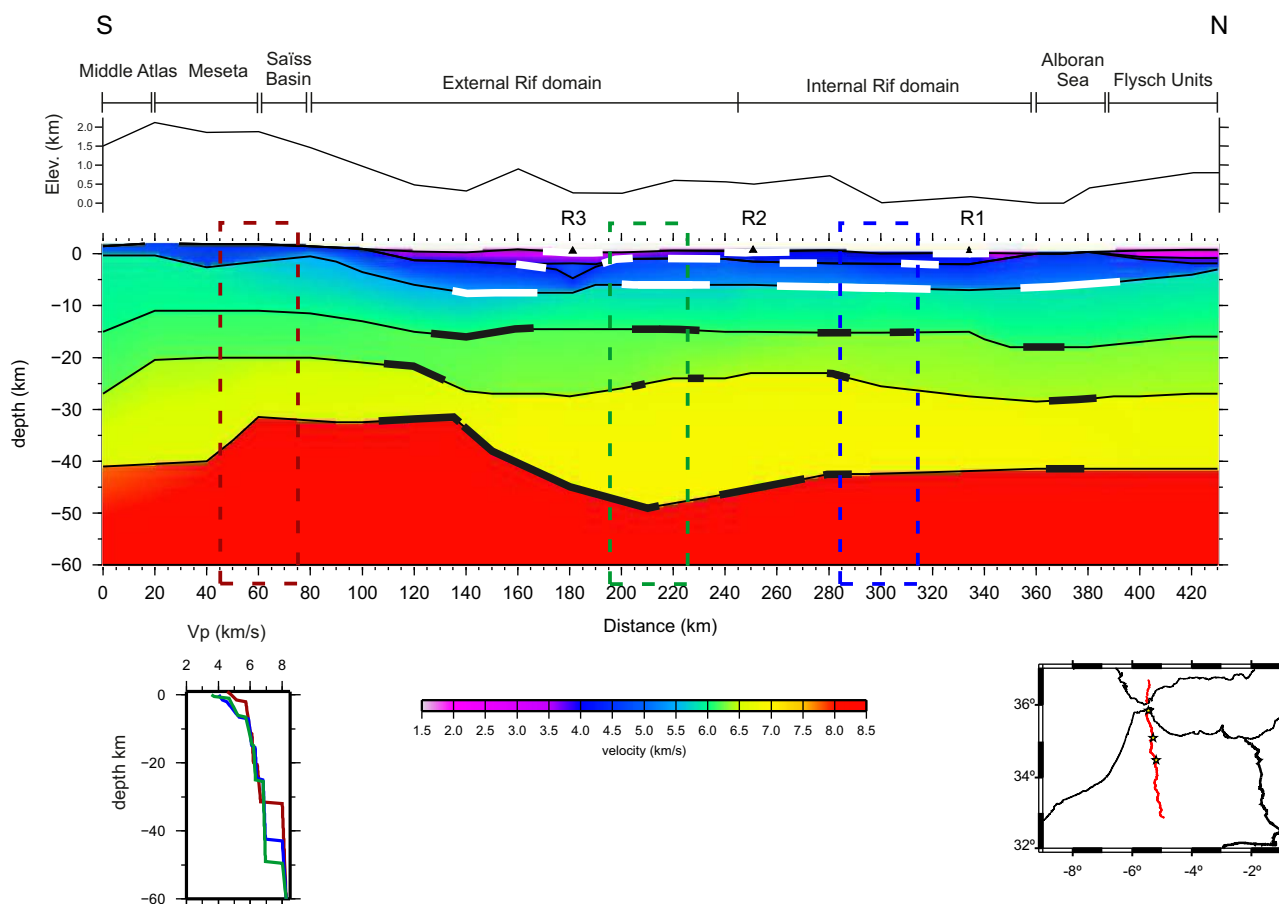 S N
Middle Atlas Meseta Saïss Basin External Rif domain Internal Rif domain Alboran Sea Flysch Units
Elev. (km)
2.0
1.5
1.0
0.5
0.0
R3 R2 R1
depth (km)
0
−10
−20
−30
−40
−50
−60
0 20 40 60 80 100 120 140 160 180 200 220 240 260 280 300 320 340 360 380 400 420
Distance (km)
Vp (km/s)
2 4 6 8
depth km
0
−20
−40
−60
1.5 2.0 2.5 3.0 3.5 4.0 4.5 5.0 5.5 6.0 6.5 7.0 7.5 8.0 8.5
velocity (km/s)
36º
34º
32º
-8º -6º -4º -2º